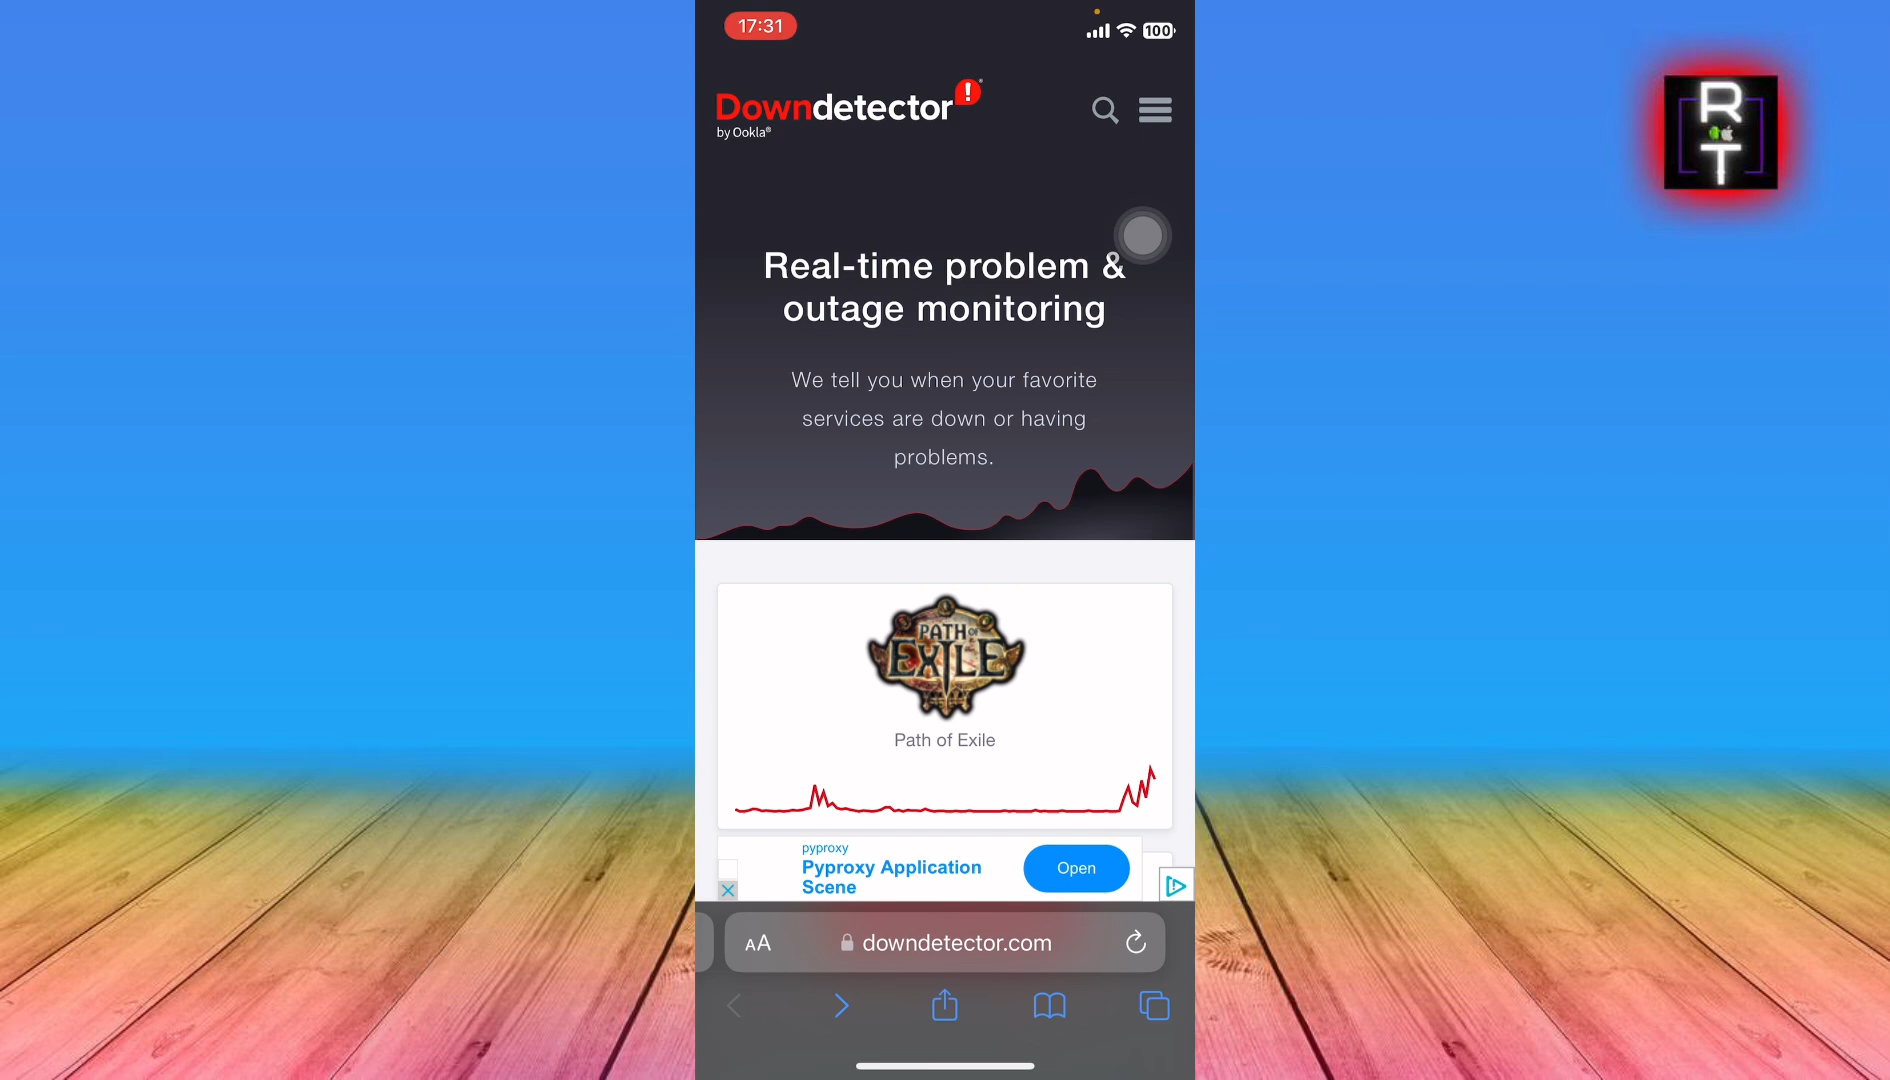 17:31
100
Downdetector!
by Ookla®
Real-time problem &
outage monitoring
We tell you when your favorite
services are down or having
problems.
PATH OF
EXILE
Path of Exile
pyproxy
Pyproxy Application
Scene
Open
AA
downdetector.com
R
T